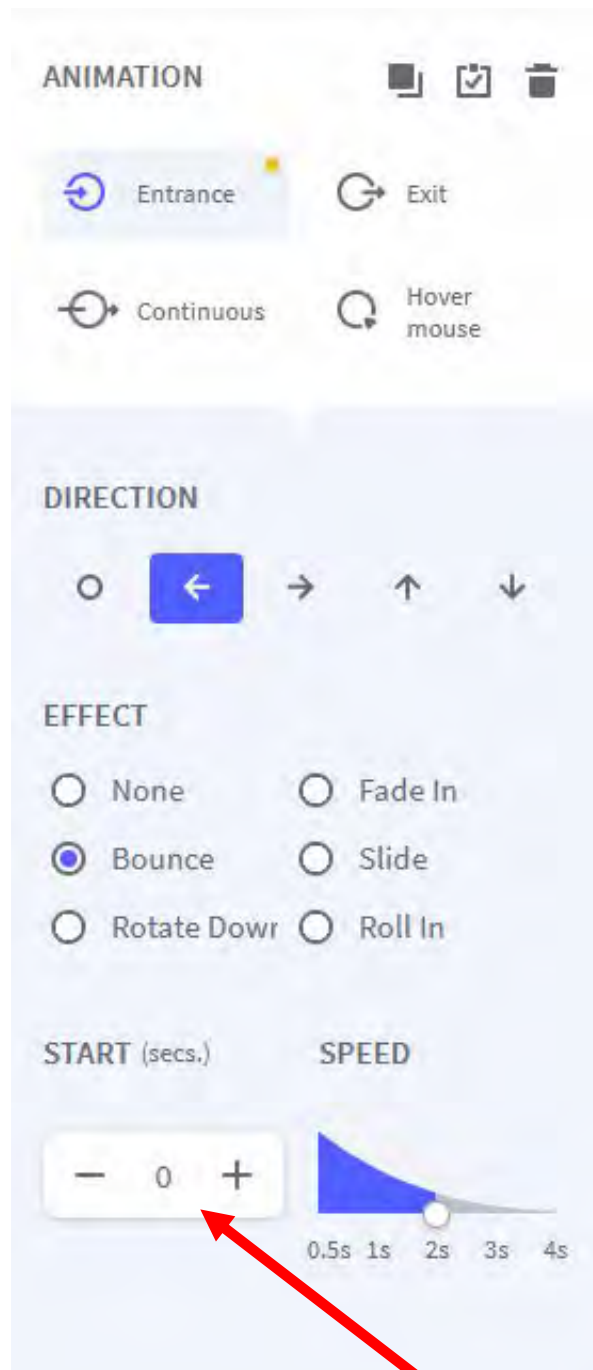 ANIMATION
Entrance Exit
Continuous Hover mouse
DIRECTION
EFFECT
None Fade In
Bounce Slide
Rotate Dowr Roll In
START (secs.) SPEED
0
0.5s 1s 2s 3s 4s